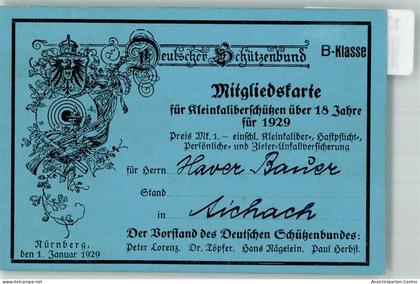 Deutscher Schützenbund
B-Klasse
Mitgliedskarte
für Kleinkaliberschützen über 18 Jahre
für 1929
Preis Mk. 1.— einschl. Kleinkaliber-, Haftpflicht-,
Persönliche- und Zieler-Unfallversicherung
für Herrn Xaver Bauer
Stand
in Aichach
Der Vorstand des Deutschen Schützenbundes:
Peter Lorenz. Dr. Töpfer. Hans Nägelein. Paul Herbst.
Nürnberg,
den 1. Januar 1929
Ansichtskarten-Center